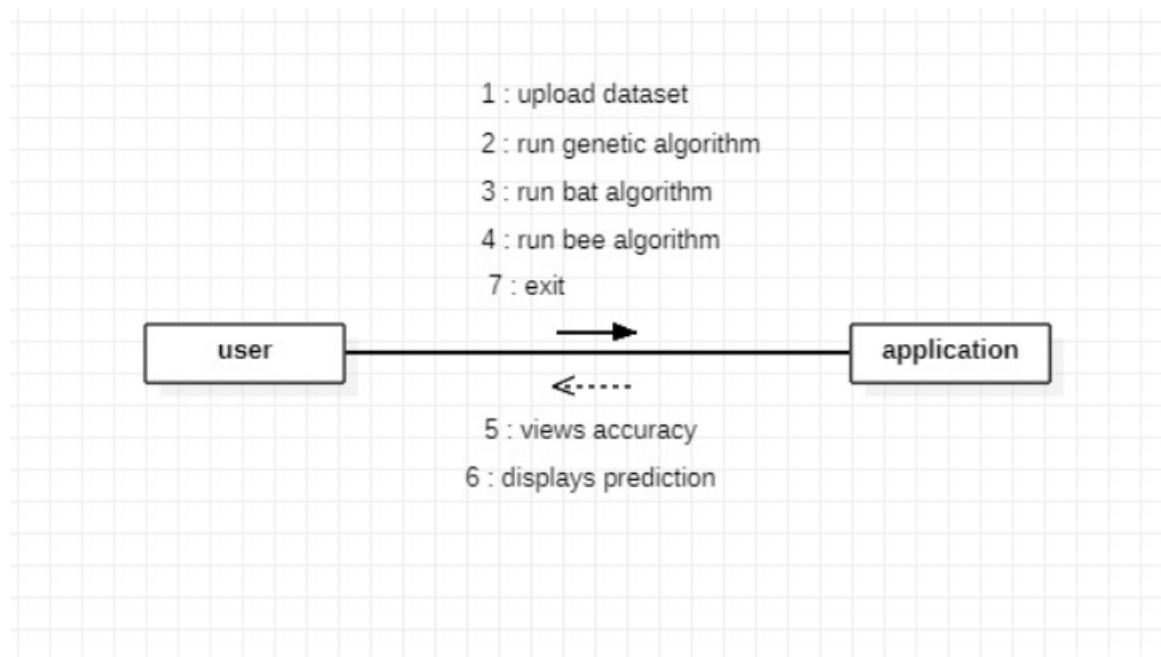 1 : upload dataset
2 : run genetic algorithm
3 : run bat algorithm
4 : run bee algorithm
7 : exit
user
application
5 : views accuracy
6 : displays prediction